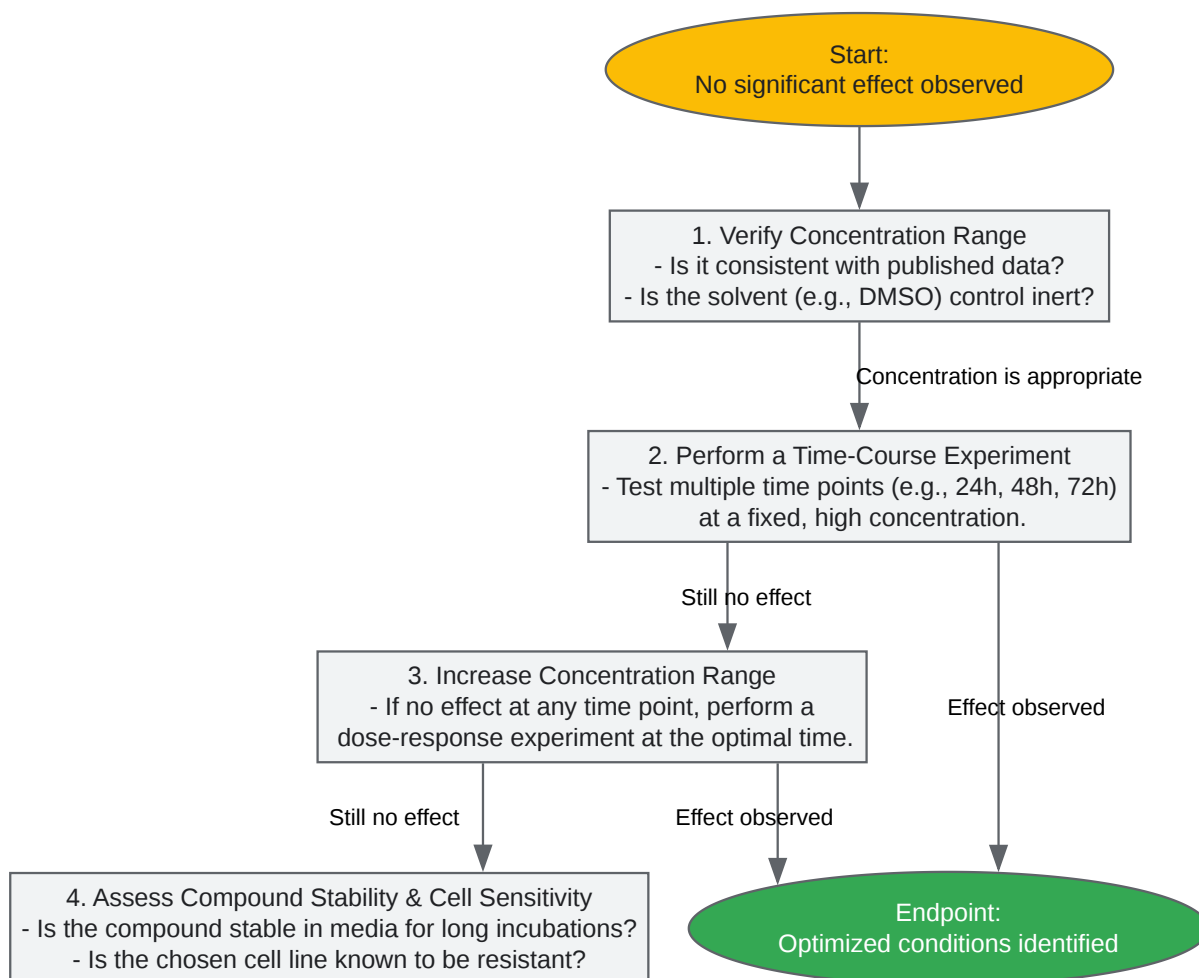 Start:
No significant effect observed
1. Verify Concentration Range
- Is it consistent with published data?
- Is the solvent (e.g., DMSO) control inert?
Concentration is appropriate
2. Perform a Time-Course Experiment
- Test multiple time points (e.g., 24h, 48h, 72h)
at a fixed, high concentration.
Still no effect
Effect observed
3. Increase Concentration Range
- If no effect at any time point, perform a
dose-response experiment at the optimal time.
Still no effect
Effect observed
4. Assess Compound Stability & Cell Sensitivity
- Is the compound stable in media for long incubations?
- Is the chosen cell line known to be resistant?
Endpoint:
Optimized conditions identified